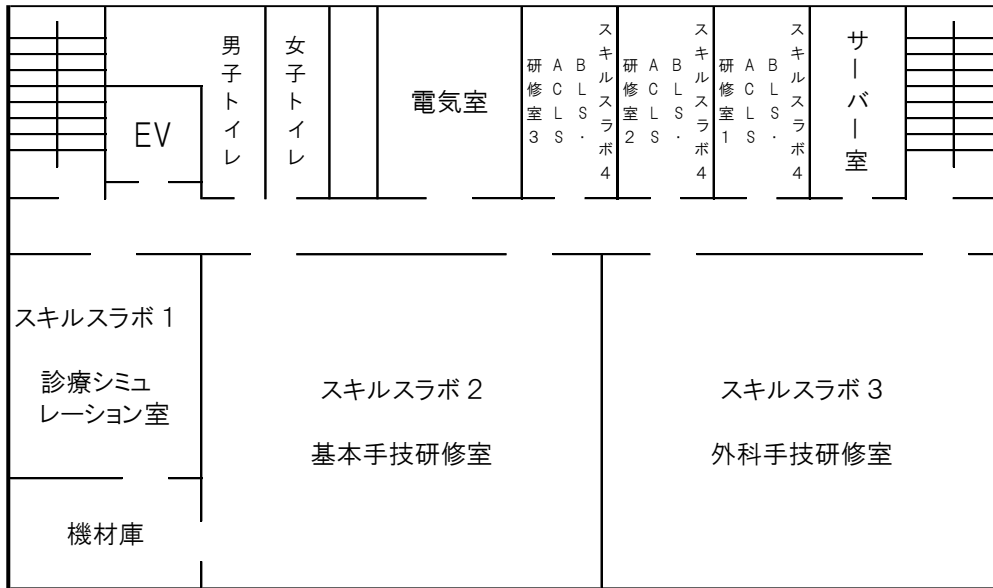 EV
男子トイレ
女子トイレ
電気室
スキルスラボ4
BLS・
ACLS
研修室3
スキルスラボ4
BLS・
ACLS
研修室2
スキルスラボ4
BLS・
ACLS
研修室1
サーバー室
スキルスラボ1
診療シミュ
レーション室
機材庫
スキルスラボ2
基本手技研修室
スキルスラボ3
外科手技研修室